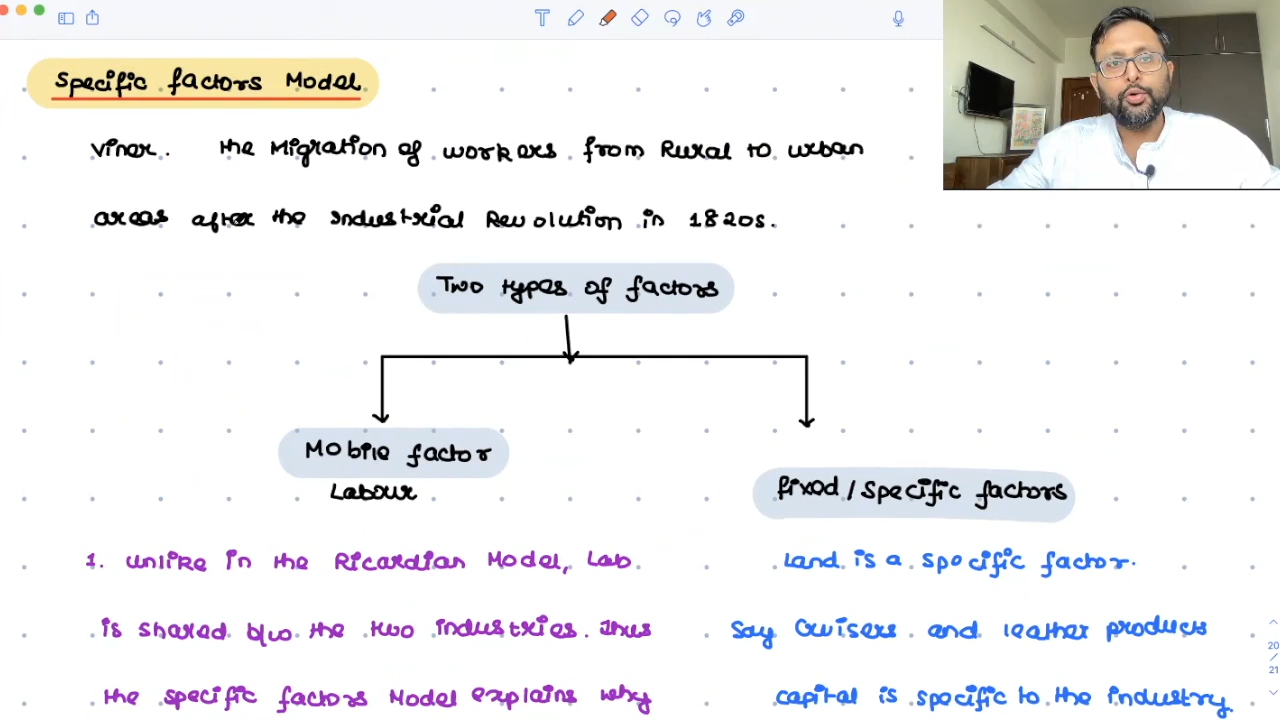 Specific factors Model
Viner. The Migration of workers from Rural to urban
areas after the Industrial Revolution in 1820s.
Two types of factors
Mobile factor
Labour
fixed/specific factors
1. unlike in the Ricardian Model, Lab
is shared b/w the two industries. Thus
the specific factors Model explains why
Land is a specific factor.
Say Cruisers and leather products
capital is specific to the industry.
20
/
21